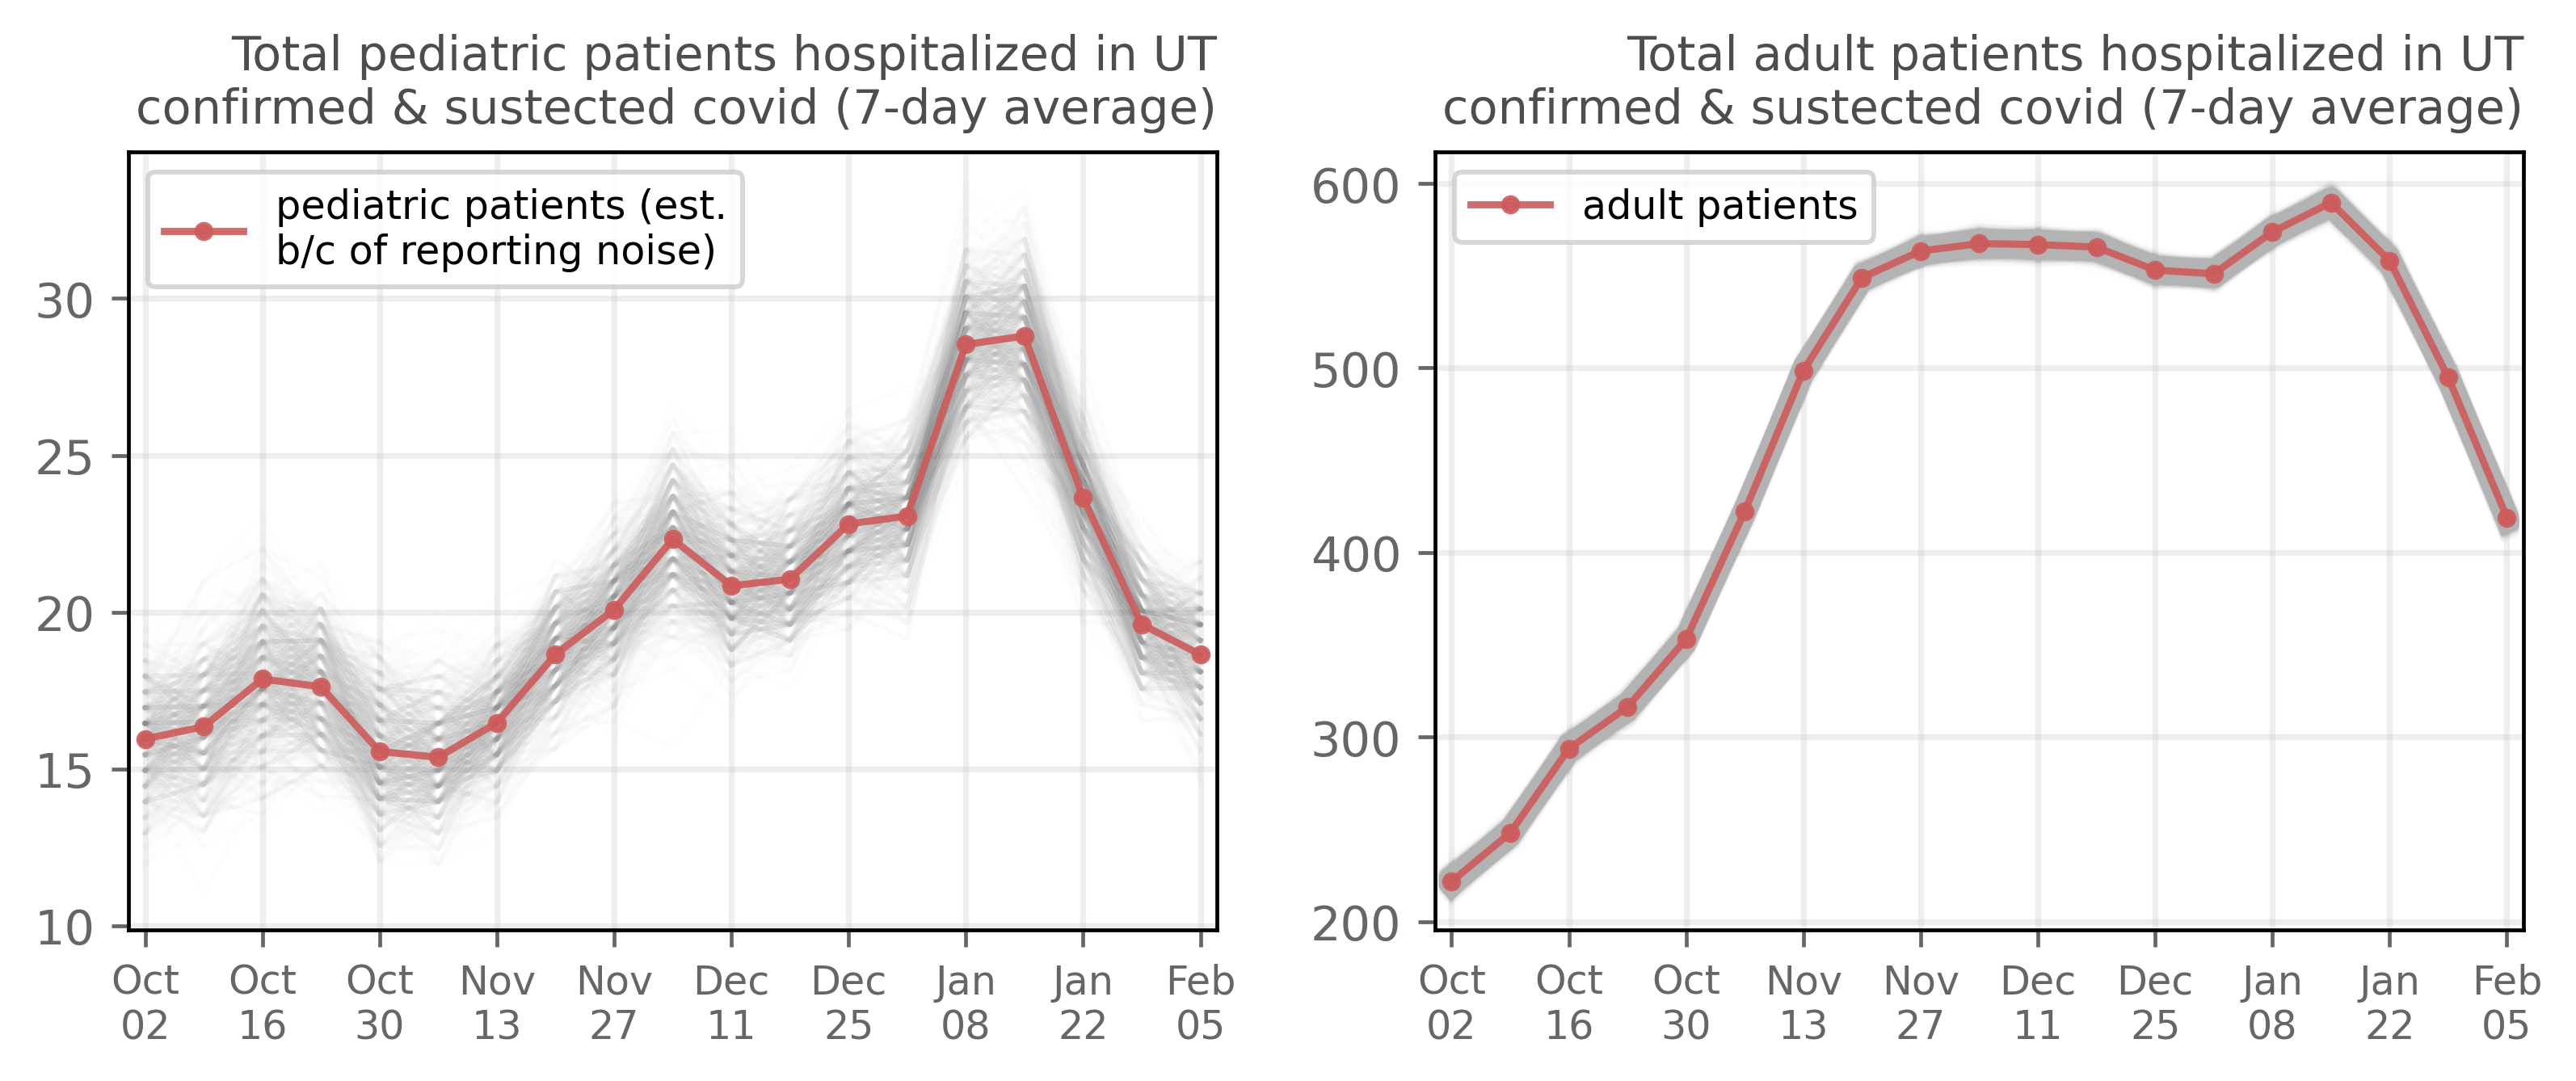 Total pediatric patients hospitalized in UT
confirmed & sustected covid (7-day average)
pediatric patients (est.
b/c of reporting noise)
30
25
20
15
10
Oct 02
Oct 16
Oct 30
Nov 13
Nov 27
Dec 11
Dec 25
Jan 08
Jan 22
Feb 05
Total adult patients hospitalized in UT
confirmed & sustected covid (7-day average)
adult patients
600
500
400
300
200
Oct 02
Oct 16
Oct 30
Nov 13
Nov 27
Dec 11
Dec 25
Jan 08
Jan 22
Feb 05